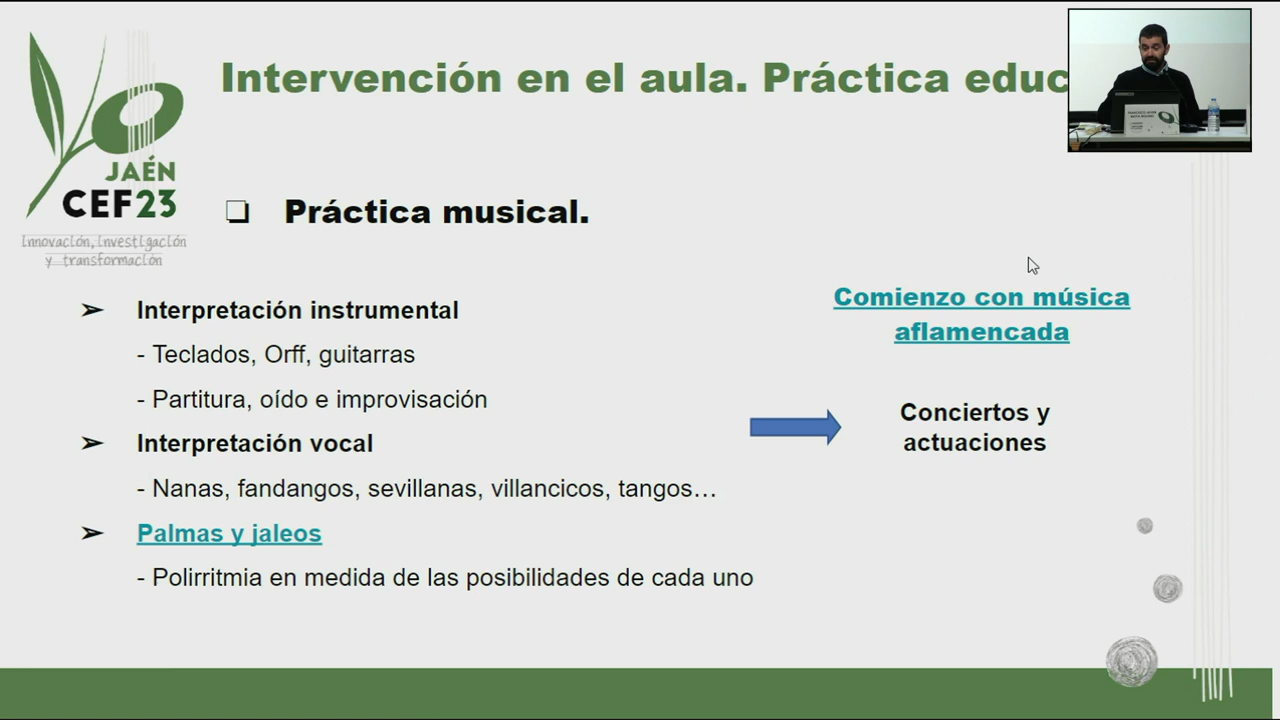 Intervención en el aula. Práctica educ
JAÉN
CEF23
innovación, investigación
y transformación
❏ Práctica musical.
➢ Interpretación instrumental
- Teclados, Orff, guitarras
- Partitura, oído e improvisación
➢ Interpretación vocal
- Nanas, fandangos, sevillanas, villancicos, tangos…
➢ Palmas y jaleos
- Polirritmia en medida de las posibilidades de cada uno
Comienzo con música
aflamencada
Conciertos y
actuaciones